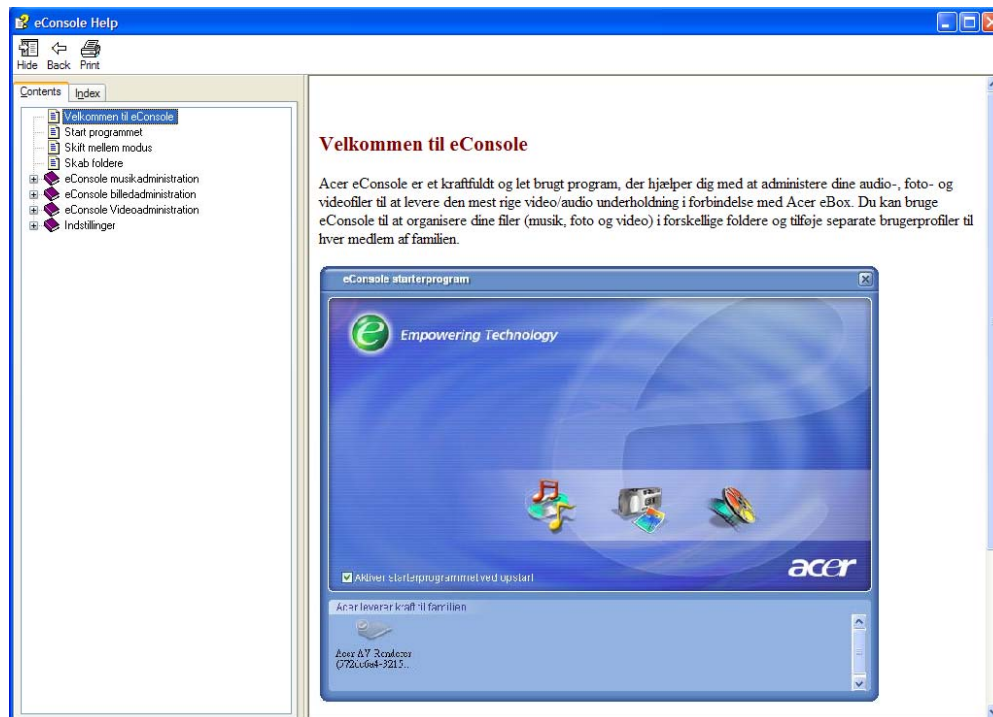 eConsole Help
Hide Back Print
Contents Index
Velkommen til eConsole
Start programmet
Skift mellem modus
Skab foldere
eConsole musikadministration
eConsole billedadministration
eConsole Videoadministration
Indstillinger
Velkommen til eConsole
Acer eConsole er et kraftfuldt og let brugt program, der hjælper dig med at administere dine audio-, foto- og
videofiler til at levere den mest rige video/audio underholdning i forbindelse med Acer eBox. Du kan bruge
eConsole til at organisere dine filer (musik, foto og video) i forskellige foldere og tilføje separate brugerprofiler til
hver medlem af familien.
eConsole starterprogram
e Empowering Technology
acer
Aktiver starterprogrammet ved upstart
Acer leverer kraft til familien
Acer AV Renderer